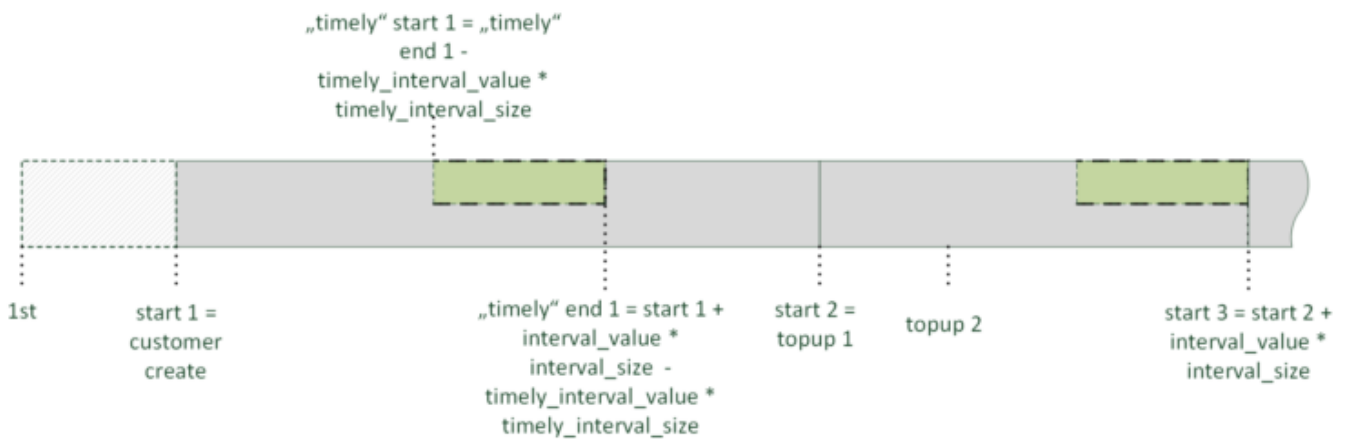 „timely“ start 1 = „timely“
end 1 -
timely_interval_value *
timely_interval_size
1st
start 1 =
customer
create
„timely“ end 1 = start 1 +
interval_value *
interval_size  -
timely_interval_value *
timely_interval_size
start 2 =
topup 1
topup 2
start 3 = start 2 +
interval_value *
interval_size